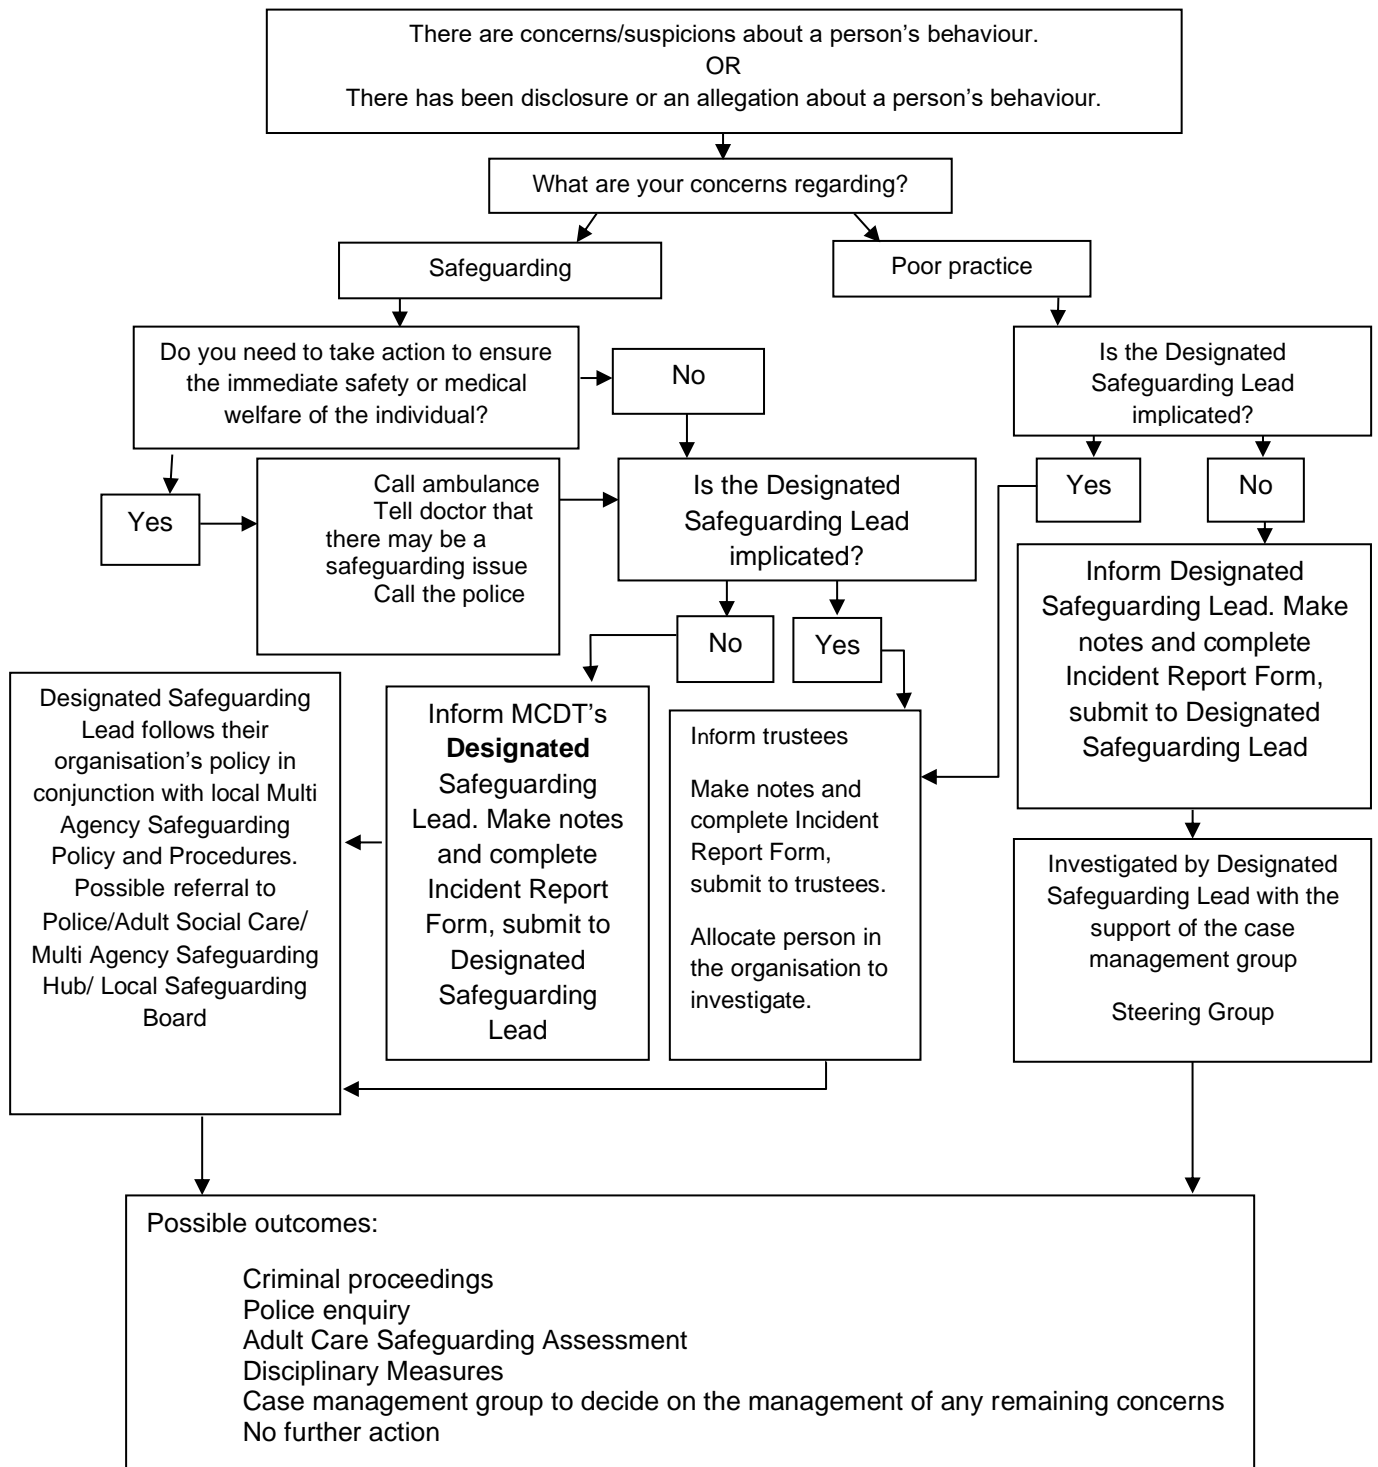 There are concerns/suspicions about a person’s behaviour.
OR
There has been disclosure or an allegation about a person’s behaviour.
What are your concerns regarding?
Safeguarding
Poor practice
Do you need to take action to ensure
the immediate safety or medical
welfare of the individual?
No
Is the Designated
Safeguarding Lead
implicated?
Yes
Call ambulance
Tell doctor that
there may be a
safeguarding issue
Call the police
Is the Designated
Safeguarding Lead
implicated?
Yes
No
No
Yes
Inform Designated
Safeguarding Lead. Make
notes and complete
Incident Report Form,
submit to Designated
Safeguarding Lead
Designated Safeguarding
Lead follows their
organisation’s policy in
conjunction with local Multi
Agency Safeguarding
Policy and Procedures.
Possible referral to
Police/Adult Social Care/
Multi Agency Safeguarding
Hub/ Local Safeguarding
Board
Inform MCDT’s
Designated
Safeguarding
Lead. Make notes
and complete
Incident Report
Form, submit to
Designated
Safeguarding
Lead
Inform trustees
Make notes and
complete Incident
Report Form,
submit to trustees.
Allocate person in
the organisation to
investigate.
Investigated by Designated
Safeguarding Lead with the
support of the case
management group
Steering Group
Possible outcomes:
Criminal proceedings
Police enquiry
Adult Care Safeguarding Assessment
Disciplinary Measures
Case management group to decide on the management of any remaining concerns
No further action